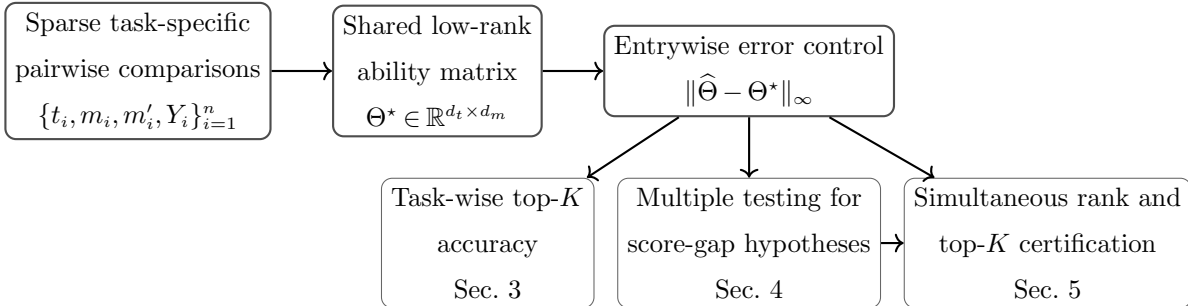 Sparse task-specific
pairwise comparisons
{t_i, m_i, m'_i, Y_i}_{i=1}^n
Shared low-rank
ability matrix
Θ* ∈ ℝ^{d_t×d_m}
Entrywise error control
‖Θ̂ − Θ*‖_∞
Task-wise top-K
accuracy
Sec. 3
Multiple testing for
score-gap hypotheses
Sec. 4
Simultaneous rank and
top-K certification
Sec. 5